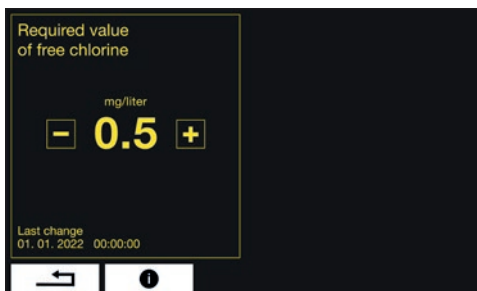 Required value
of free chlorine
mg/liter
− 0.5 +
Last change
01. 01. 2022 00:00:00